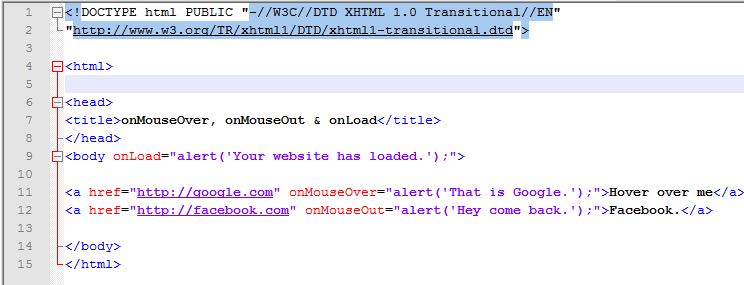 1 <!DOCTYPE html PUBLIC "-//W3C//DTD XHTML 1.0 Transitional//EN"
2 "http://www.w3.org/TR/xhtml1/DTD/xhtml1-transitional.dtd">
3
4 <html>
5
6 <head>
7 <title>onMouseOver, onMouseOut & onLoad</title>
8 </head>
9 <body onLoad="alert('Your website has loaded.');">
10
11 <a href="http://google.com" onMouseOver="alert('That is Google.');">Hover over me</a>
12 <a href="http://facebook.com" onMouseOut="alert('Hey come back.');">Facebook.</a>
13
14 </body>
15 </html>